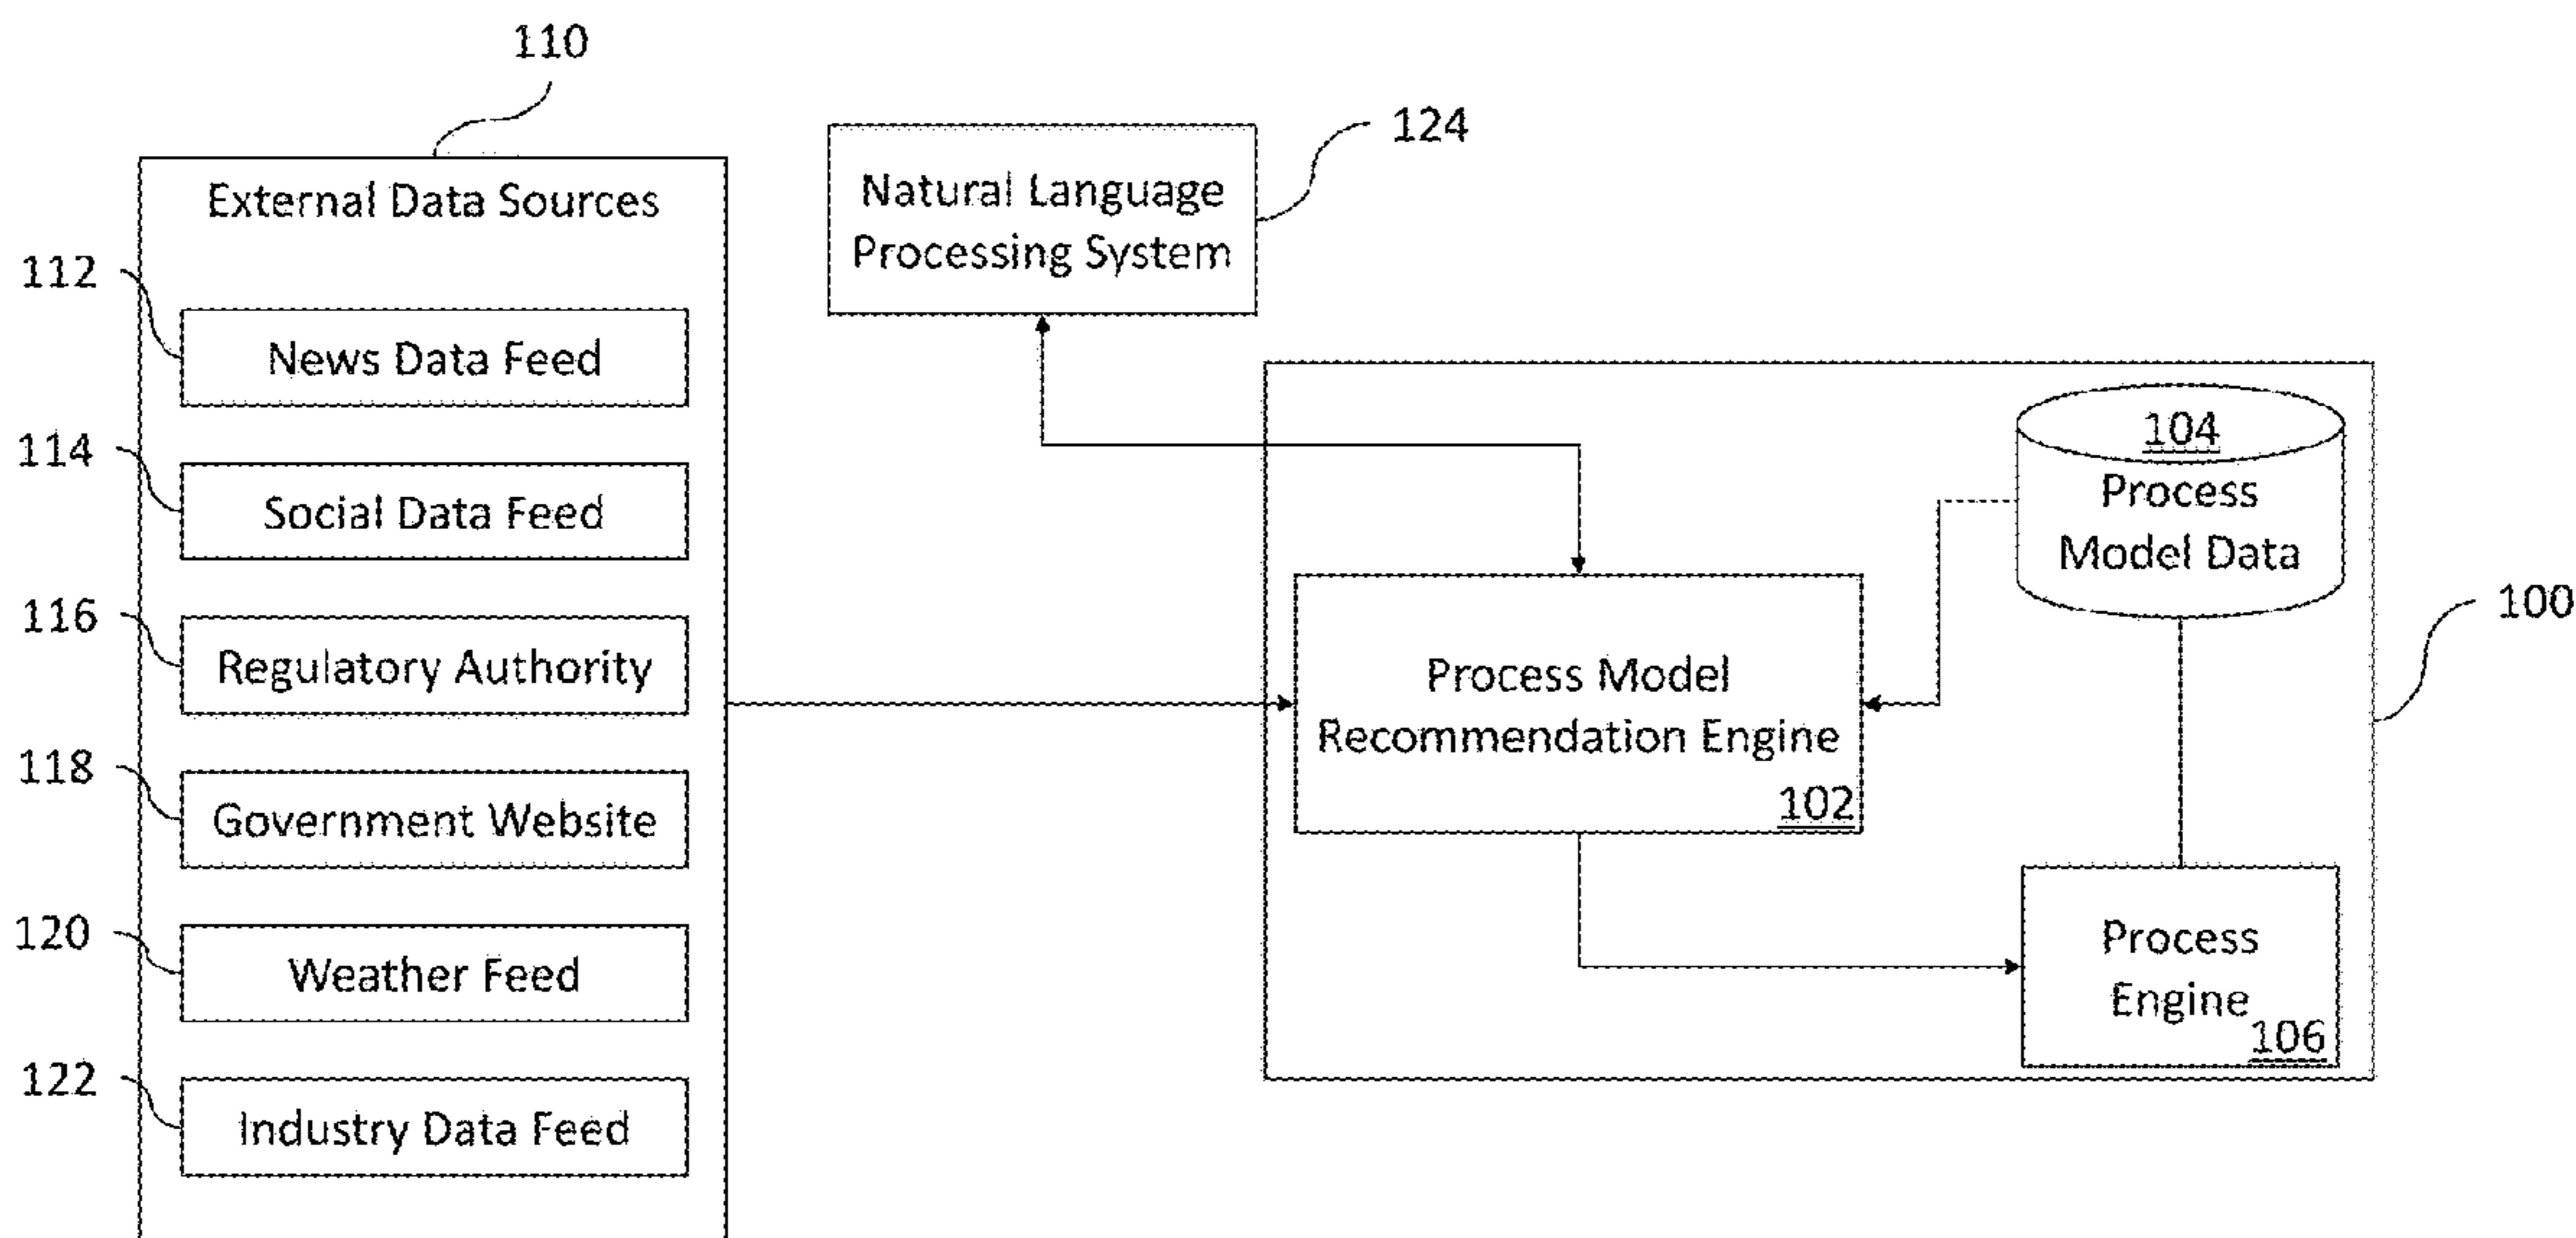 110
External Data Sources
112
News Data Feed
114
Social Data Feed
116
Regulatory Authority
118
Government Website
120
Weather Feed
122
Industry Data Feed
124
Natural Language
Processing System
100
104
Process
Model Data
Process Model
Recommendation Engine
102
Process
Engine
106